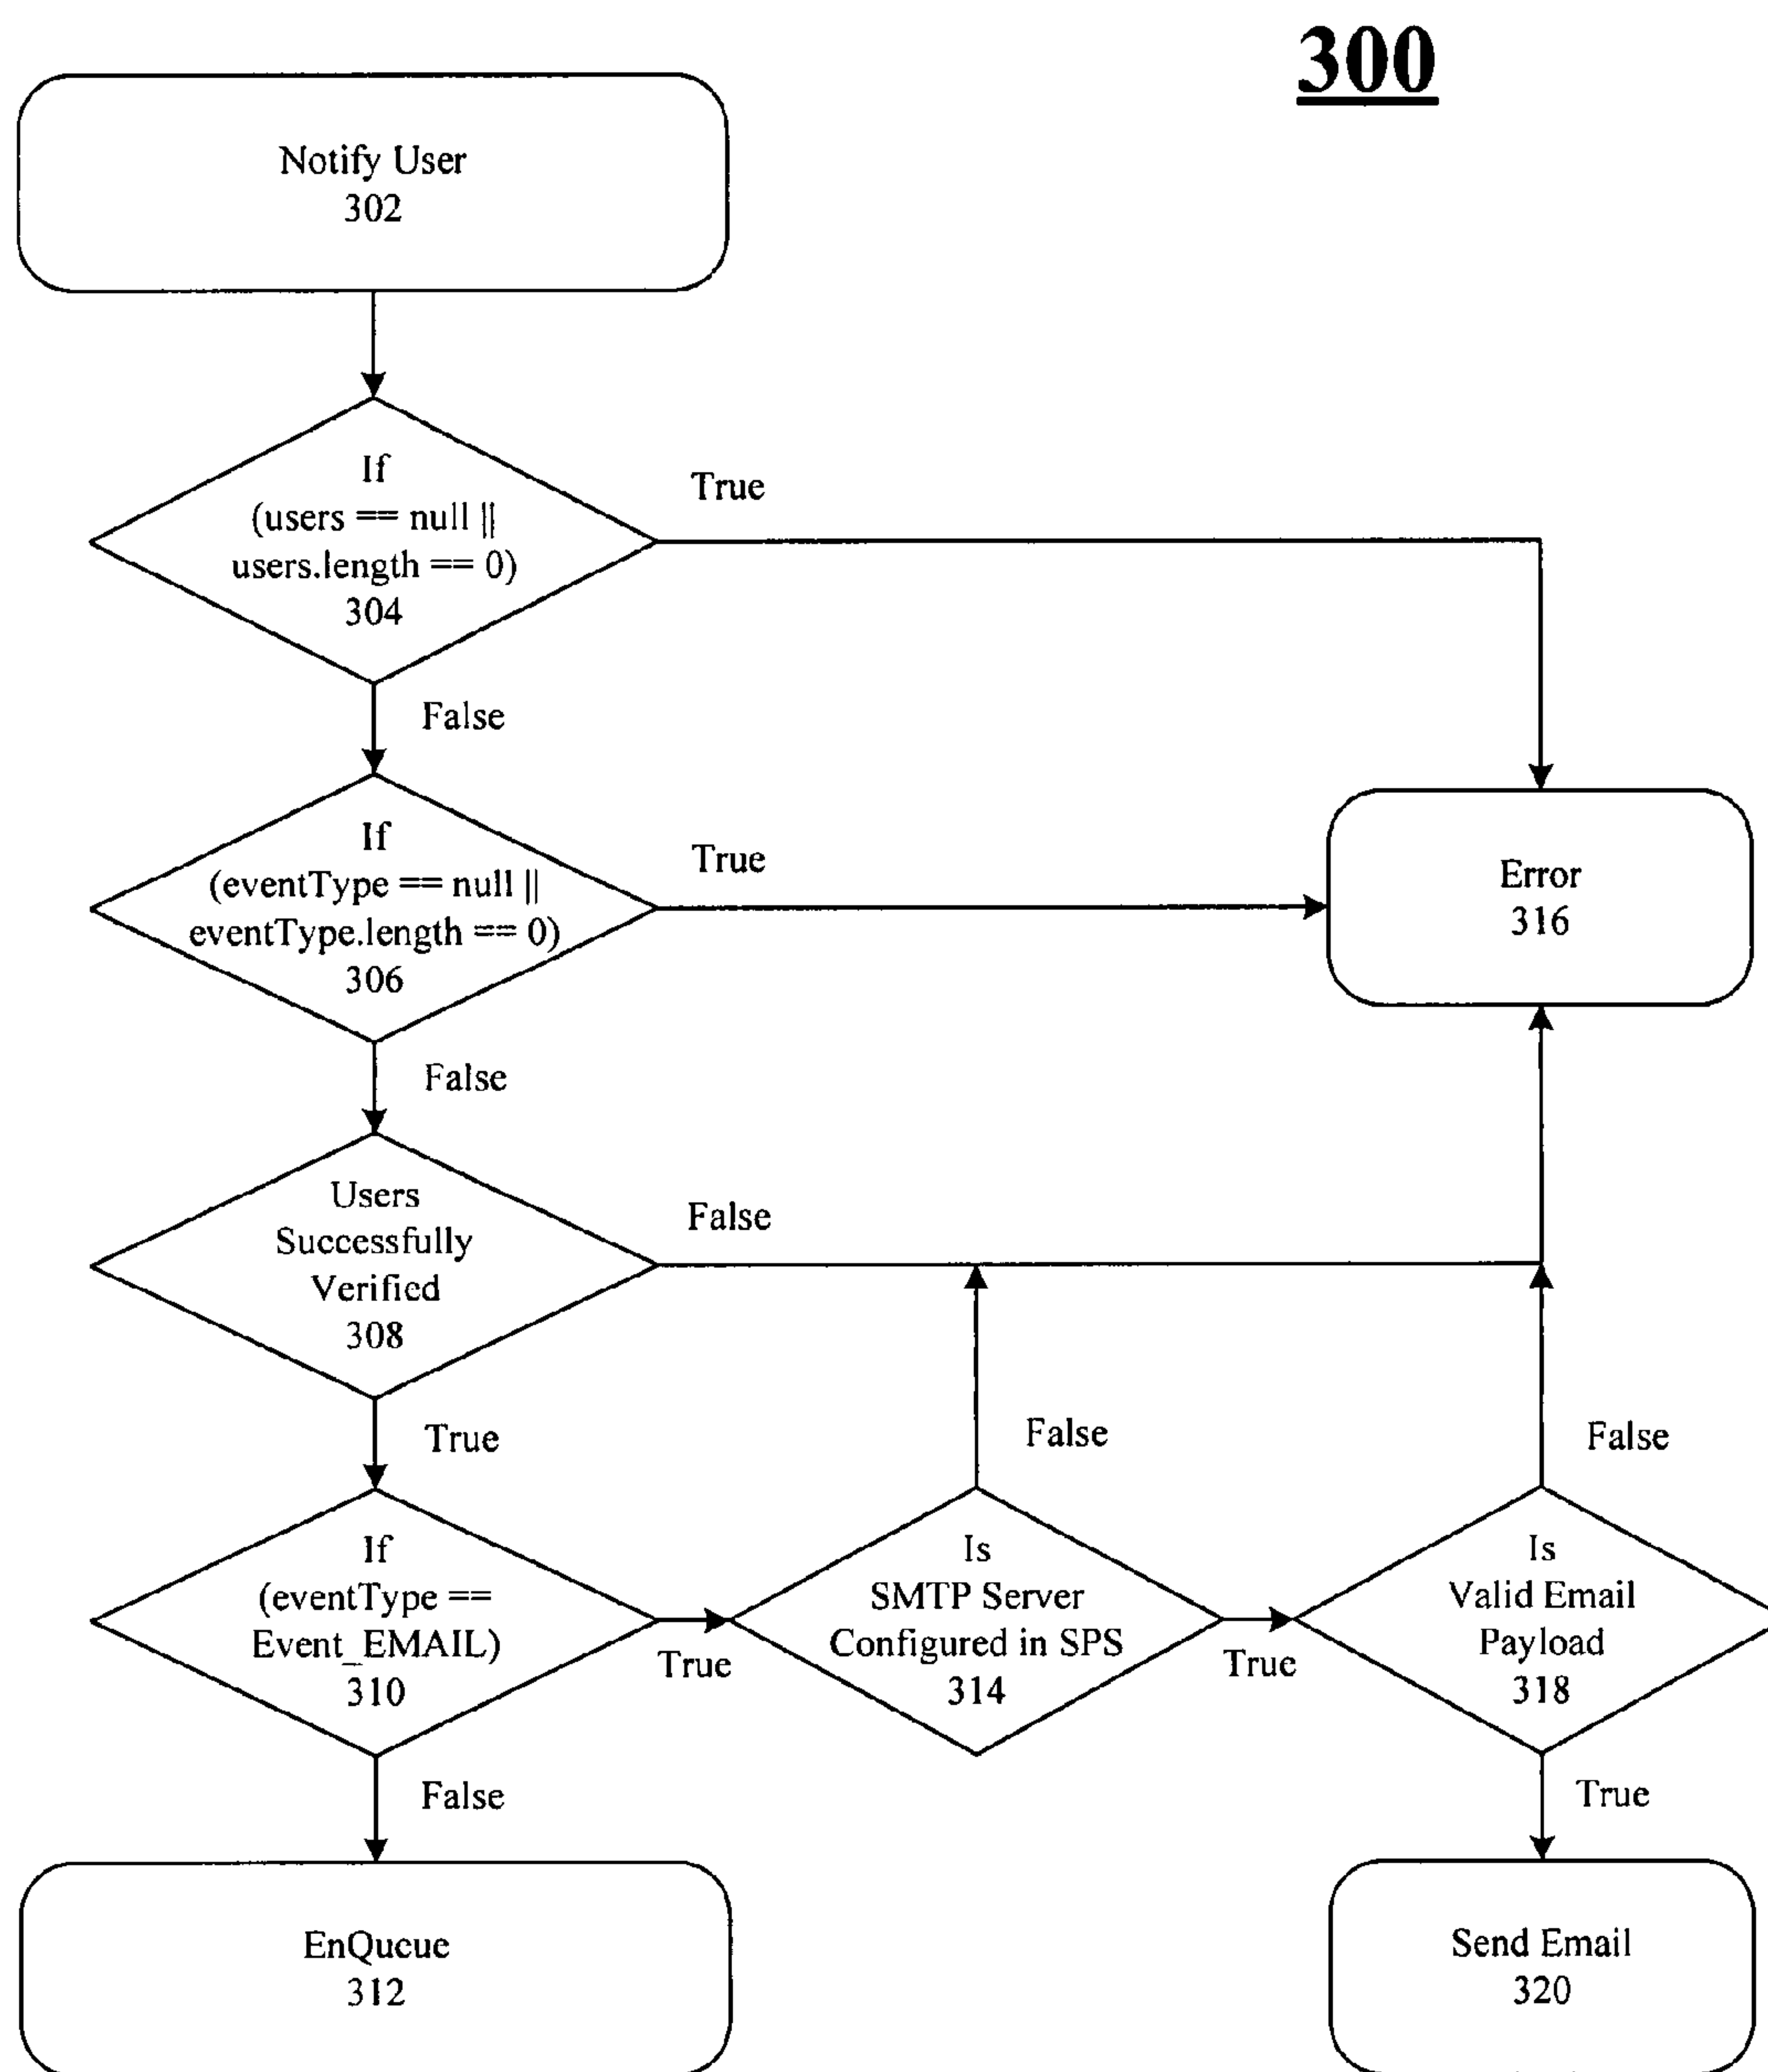 300
Notify User
302
If
(users == null ||
users.length == 0)
304
True
False
If
(eventType == null ||
eventType.length == 0)
306
True
Error
316
False
Users
Successfully
Verified
308
False
True
False
False
If
(eventType ==
Event_EMAIL)
310
True
Is
SMTP Server
Configured in SPS
314
True
Is
Valid Email
Payload
318
False
True
EnQueue
312
Send Email
320